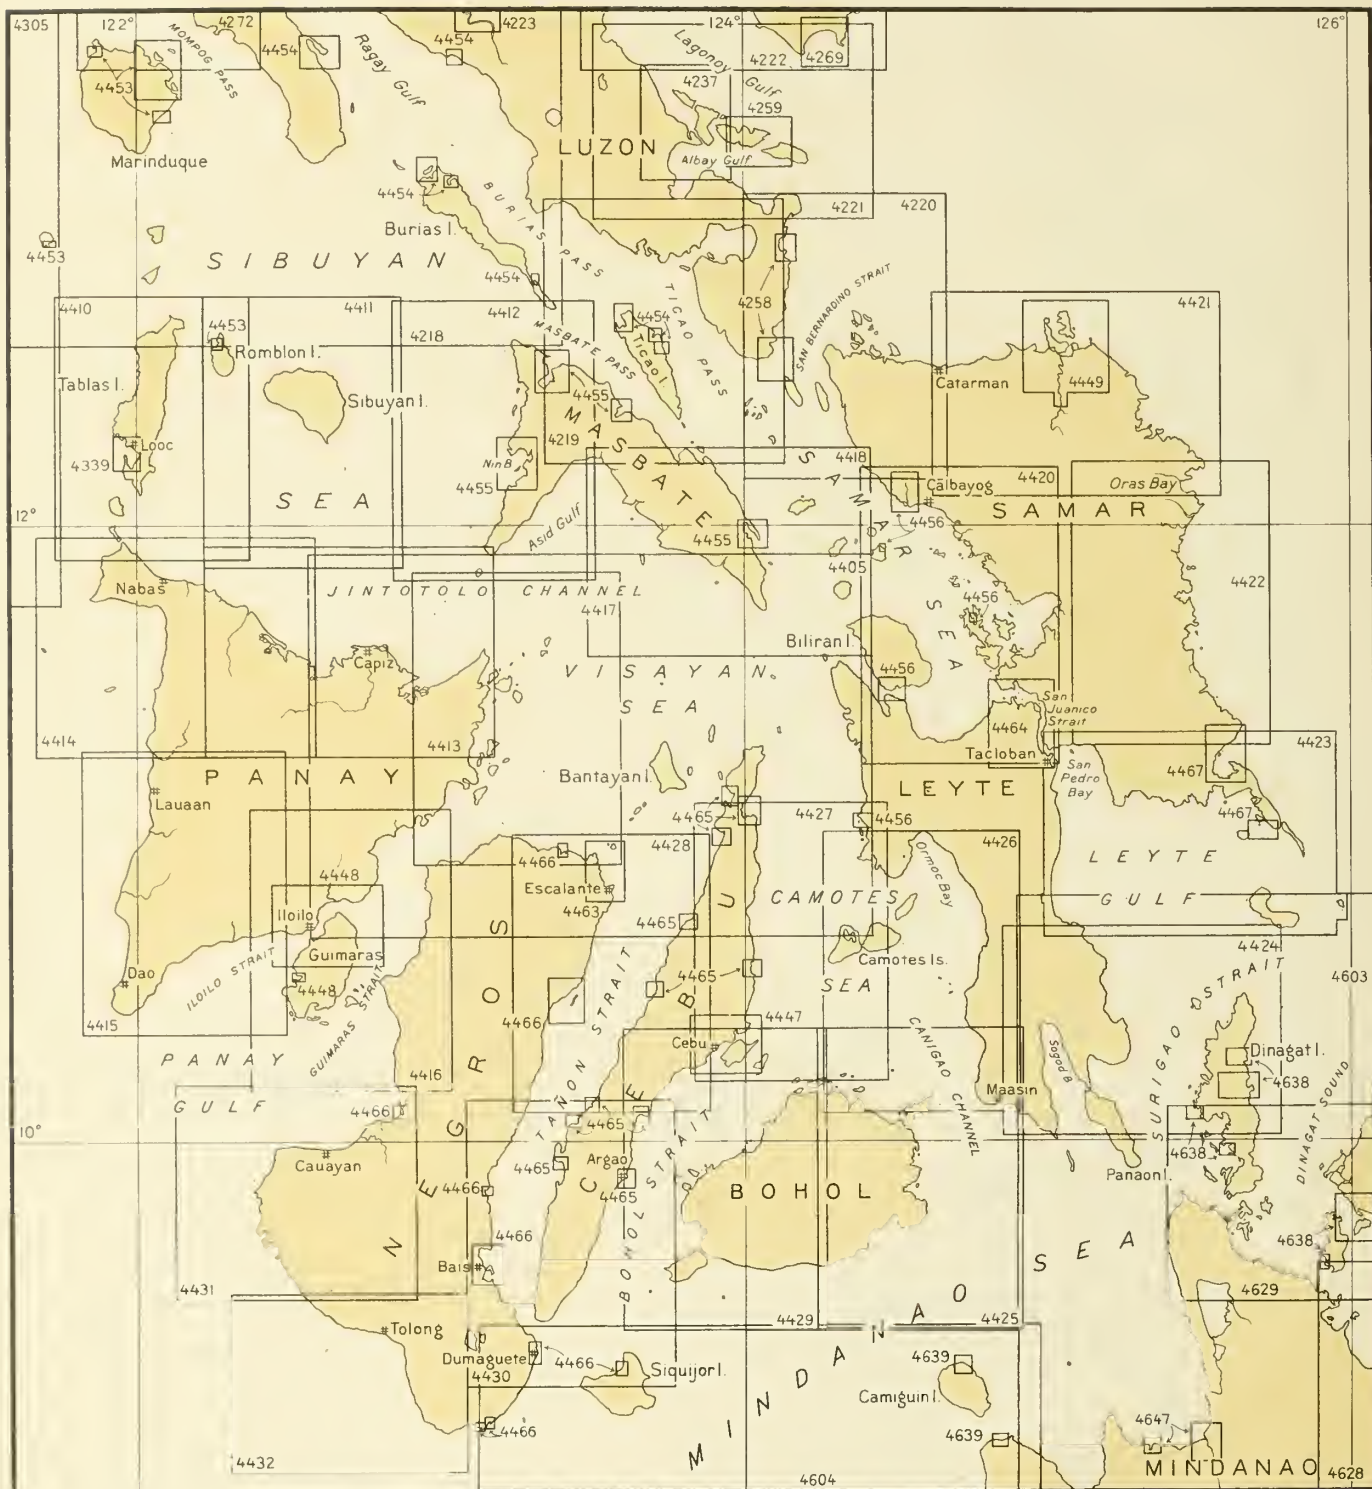 4305
122°
4272
4223
124°
126°
MOMPOG PASS
4454
4454
Ragay Gulf
Lagonoy Gulf
4222
4269
4453
4237
4259
Marinduque
LUZON
Albay Gulf
4454
BURIAS PASS
4221
4220
Burias I.
4453
SIBUYAN
4454
TICAO PASS
4258
SAN BERNARDINO STRAIT
4410
4411
4412
4421
4453
4218
MASBATE PASS
4454
Romblon I.
Ticao I.
Tablas I.
Catarman
4449
Sibuyan I.
4455
Looc
4219
MASBATE
4339
Nin B.
4418
4420
SAMAR SEA
4455
Calbayog
Oras Bay
SEA
SAMAR
12°
Asid Gulf
4455
4456
4405
Nabas
JINTOTOLO CHANNEL
4422
4417
4456
Biliran I.
Capiz
VISAYAN
4456
SEA
San Juanico Strait
4464
4414
4413
4423
Tacloban
San Pedro Bay
4467
PANAY
Bantayan I.
LEYTE
Lauaan
4465
4427
4456
4467
4428
4426
4466
Ormoc Bay
LEYTE
4448
Escalante
4463
CAMOTES
GULF
Iloilo
4465
4424
Guimaras
ILOILO STRAIT
Camotes Is.
Dao
4448
4465
SEA
4603
GUIMARAS STRAIT
4466
TAÑON STRAIT
4415
4447
CANIGAO CHANNEL
SURIGAO STRAIT
PANAY
Cebu
Sogod B
Dinagat I.
4416
4638
Maasin
GULF
4466
4465
DINAGAT SOUND
10°
Cauayan
4465
Argao
4638
Panaon I.
4466
4465
BOHOL
CEBU
NEGROS
BOHOL STRAIT
4466
4638
Bais
4431
4629
4429
4425
Tolong
Dumaguete
4466
4639
4430
Siquijor I.
Camiguin I.
MINDANAO SEA
4466
4639
4647
4432
4604
MINDANAO
4628